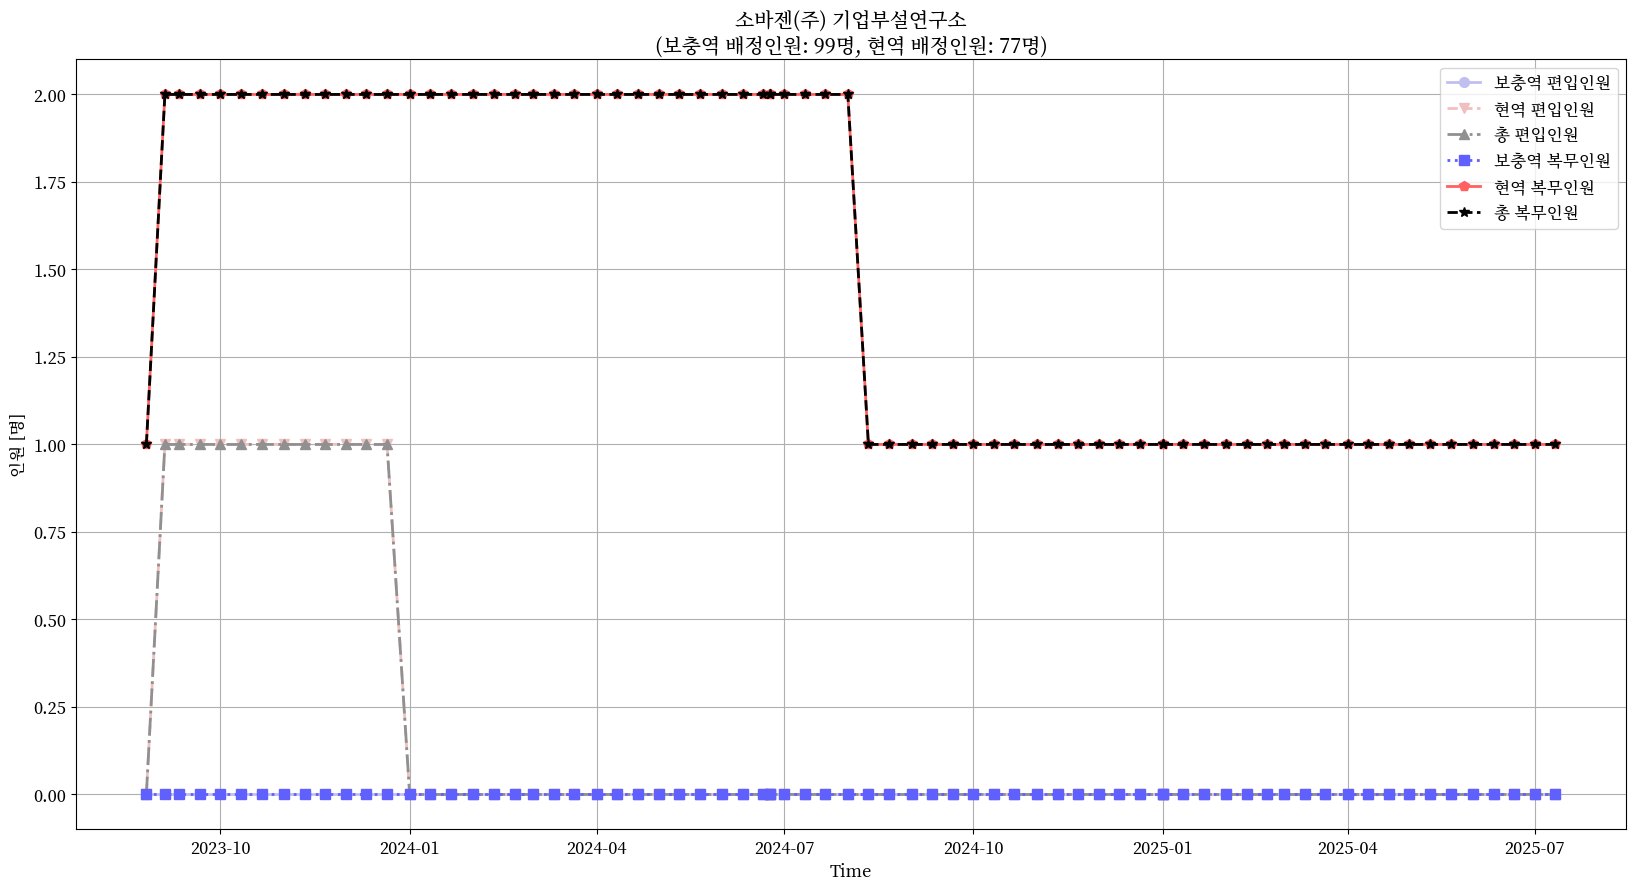 소바젠(주) 기업부설연구소
(보충역 배정인원: 99명, 현역 배정인원: 77명)
보충역 편입인원
현역 편입인원
총 편입인원
보충역 복무인원
현역 복무인원
총 복무인원
2.00
1.75
1.50
1.25
1.00
0.75
0.50
0.25
0.00
인원 [명]
2023-10
2024-01
2024-04
2024-07
2024-10
2025-01
2025-04
2025-07
Time